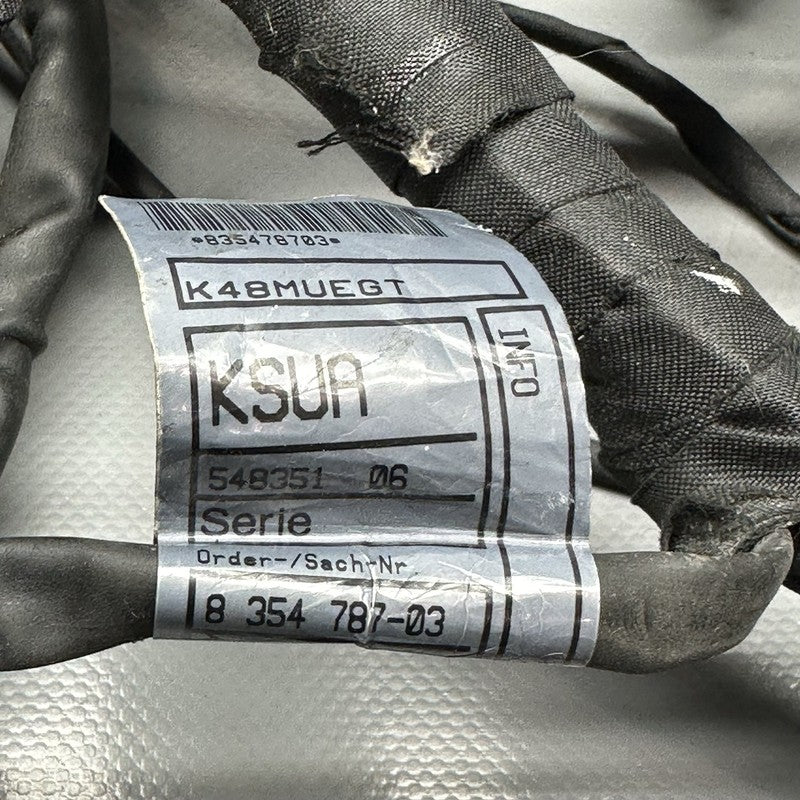 *835478703*
K48MUEGT
KSUA
INFO
548351 06
Serie
Order-/Sach-Nr
8 354 787-03